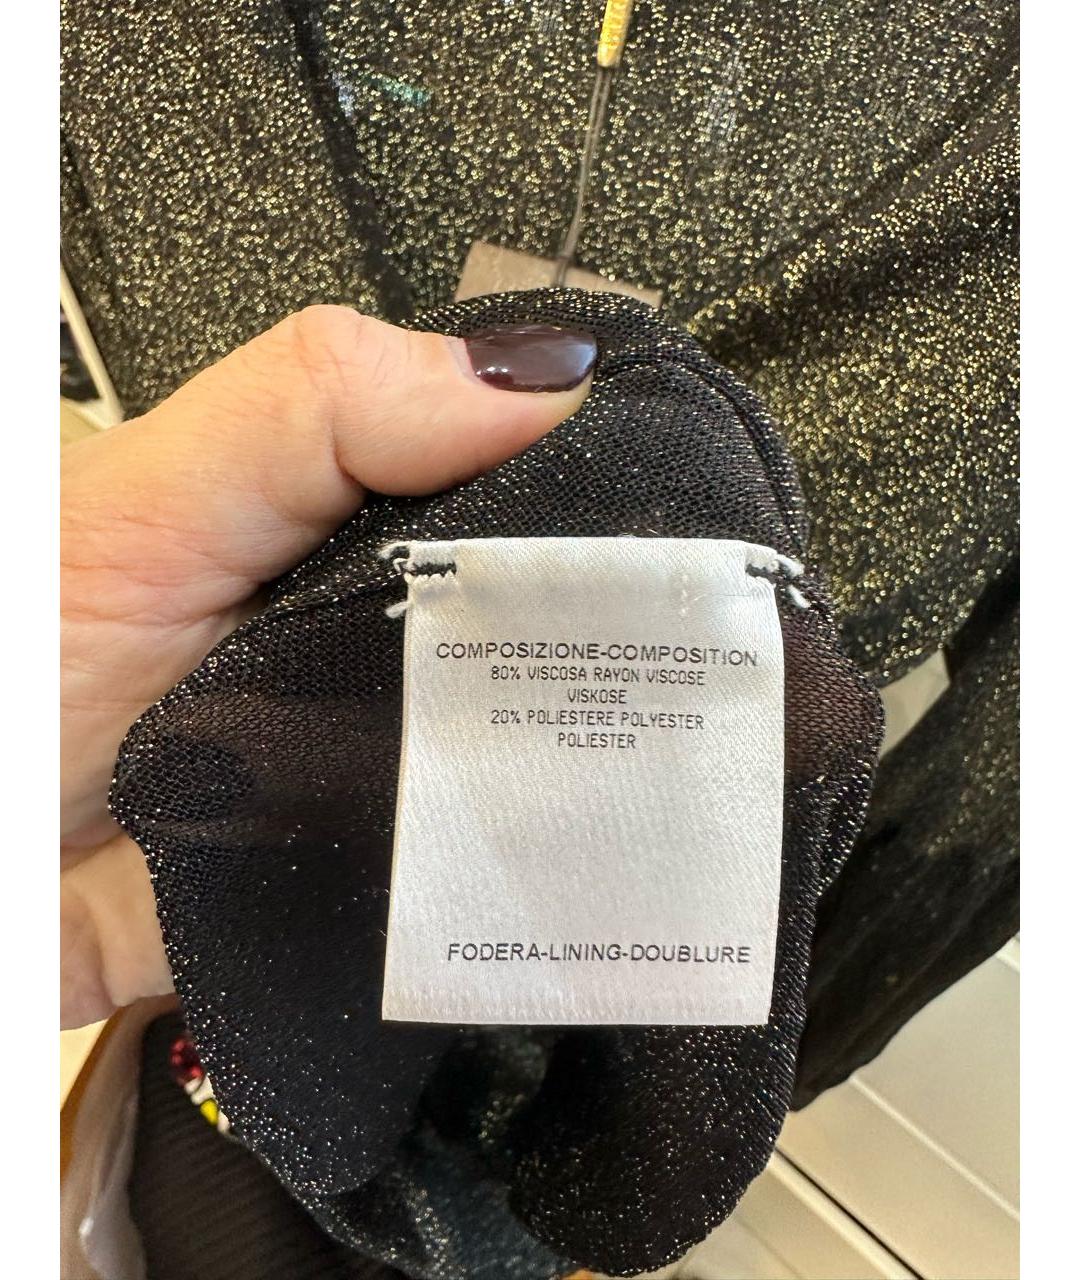 COMPOSIZIONE-COMPOSITION
80% VISCOSA RAYON VISCOSE
VISKOSE
20% POLIESTERE POLYESTER
POLIESTER
FODERA-LINING-DOUBLURE